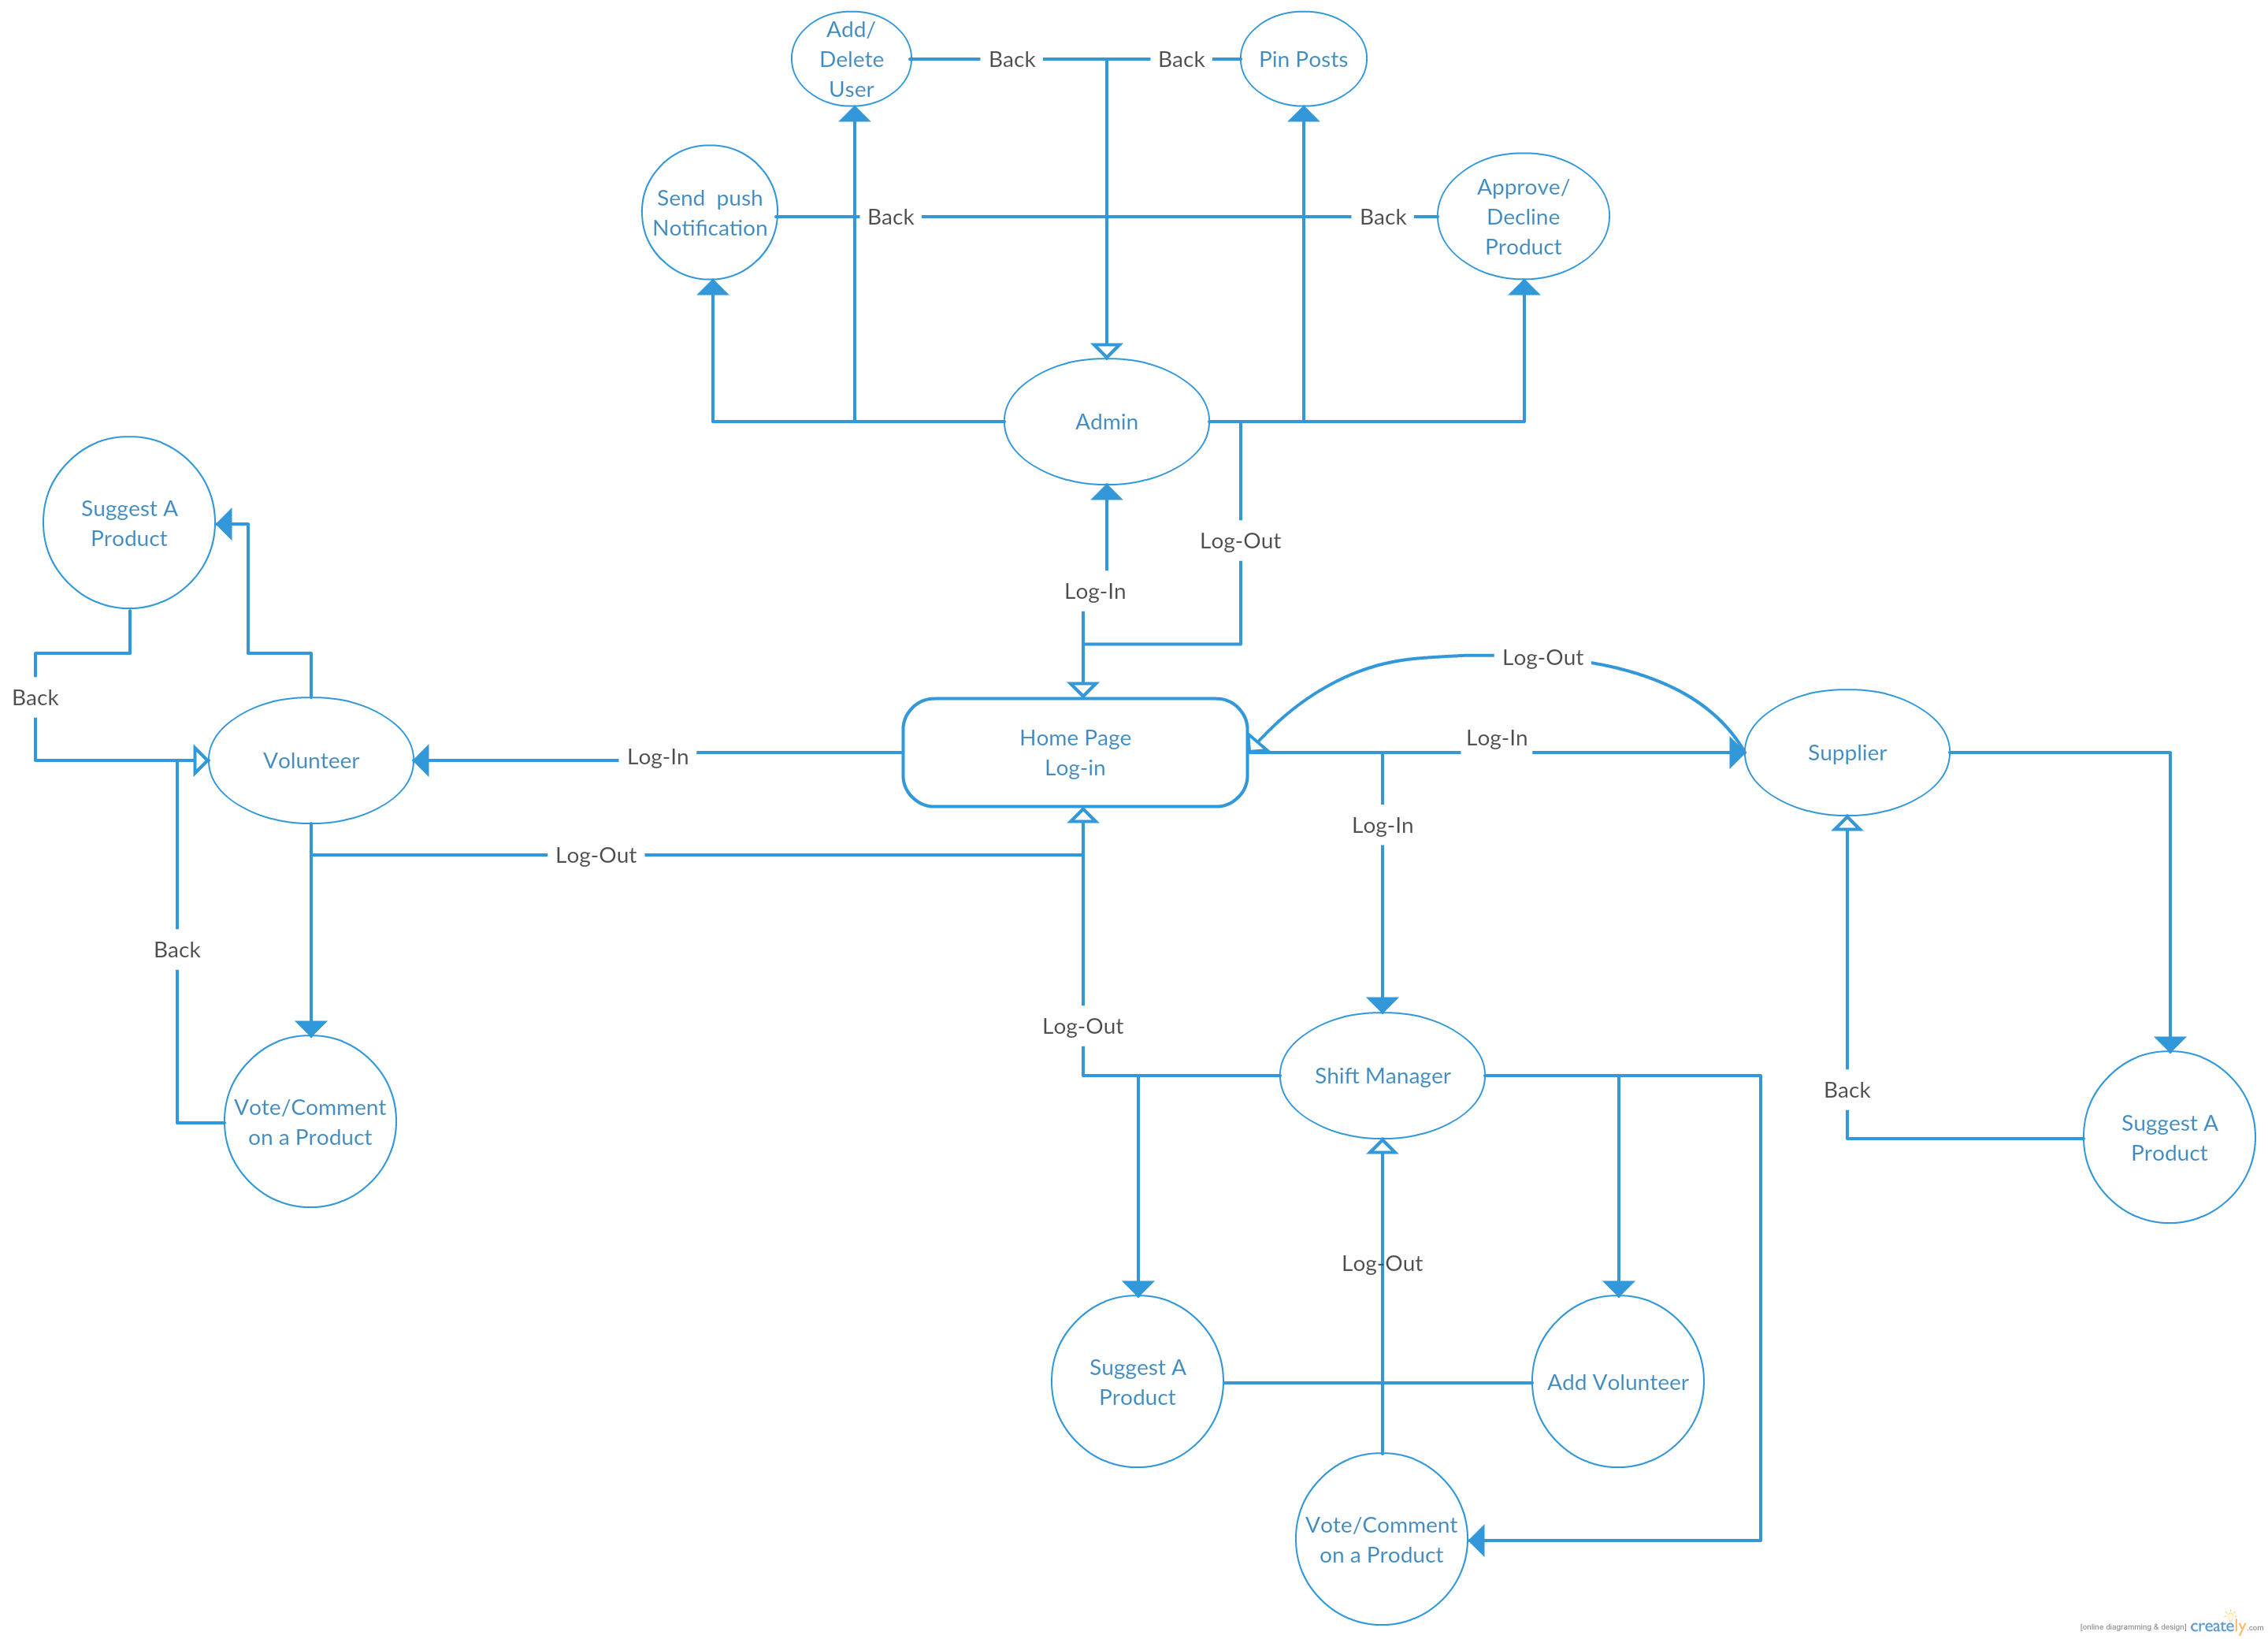 Add/
Delete
User
Back
Back
Pin Posts
Send  push
Notification
Back
Back
Approve/
Decline
Product
Admin
Suggest A
Product
Log-Out
Log-In
Log-Out
Back
Volunteer
Log-In
Home Page
Log-in
Log-In
Supplier
Log-In
Log-Out
Back
Log-Out
Shift Manager
Back
Vote/Comment
on a Product
Suggest A
Product
Log-Out
Suggest A
Product
Add Volunteer
Vote/Comment
on a Product
[online diagramming & design] creately.com